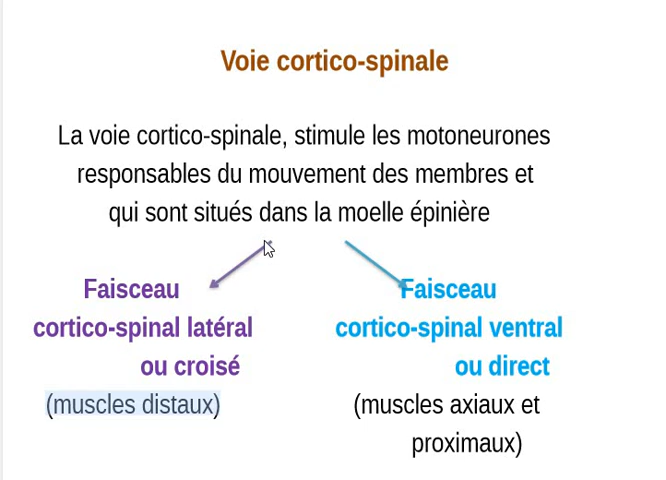 Voie cortico-spinale
La voie cortico-spinale, stimule les motoneurones
responsables du mouvement des membres et
qui sont situés dans la moelle épinière
Faisceau
cortico-spinal latéral
ou croisé
(muscles distaux)
Faisceau
cortico-spinal ventral
ou direct
(muscles axiaux et
proximaux)